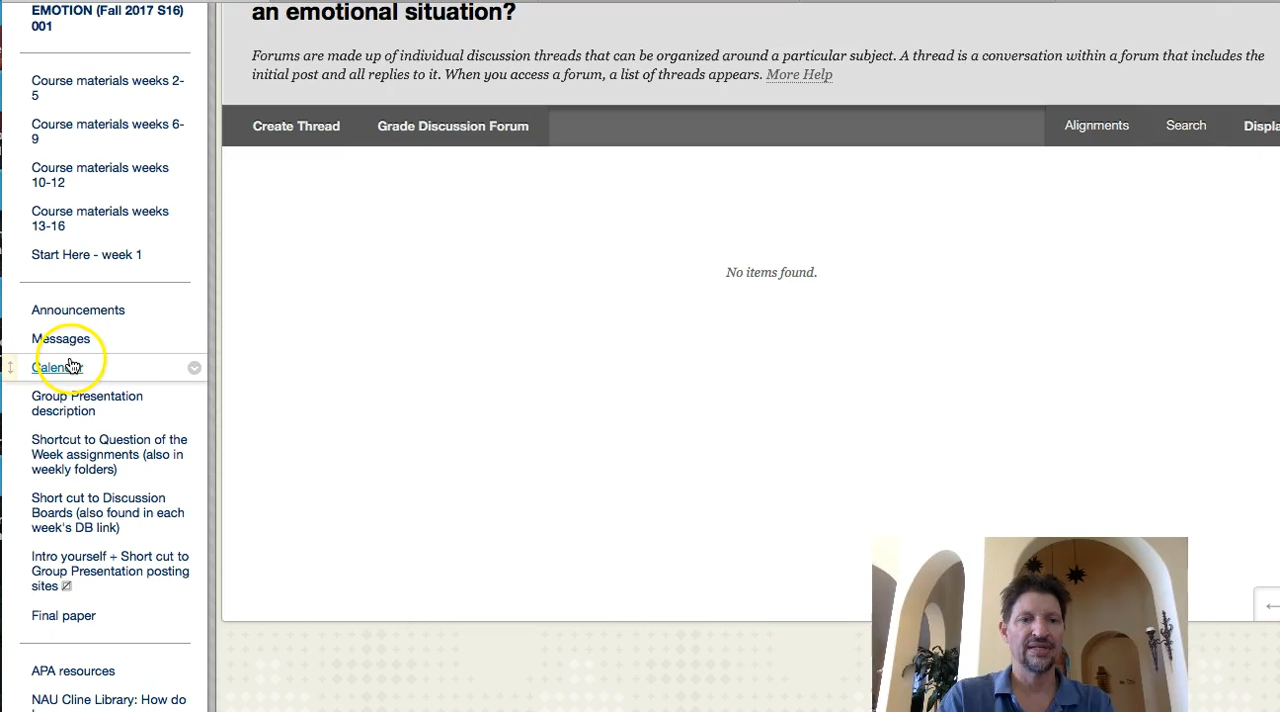 EMOTION (Fall 2017 S16)
001
Course materials weeks 2-
5
Course materials weeks 6-
9
Course materials weeks
10-12
Course materials weeks
13-16
Start Here - week 1
Announcements
Messages
Calendar
Group Presentation
description
Shortcut to Question of the
Week assignments (also in
weekly folders)
Short cut to Discussion
Boards (also found in each
week's DB link)
Intro yourself + Short cut to
Group Presentation posting
sites
Final paper
APA resources
NAU Cline Library: How do
an emotional situation?
Forums are made up of individual discussion threads that can be organized around a particular subject. A thread is a conversation within a forum that includes the
initial post and all replies to it. When you access a forum, a list of threads appears. More Help
Create Thread Grade Discussion Forum Alignments Search Displa
No items found.